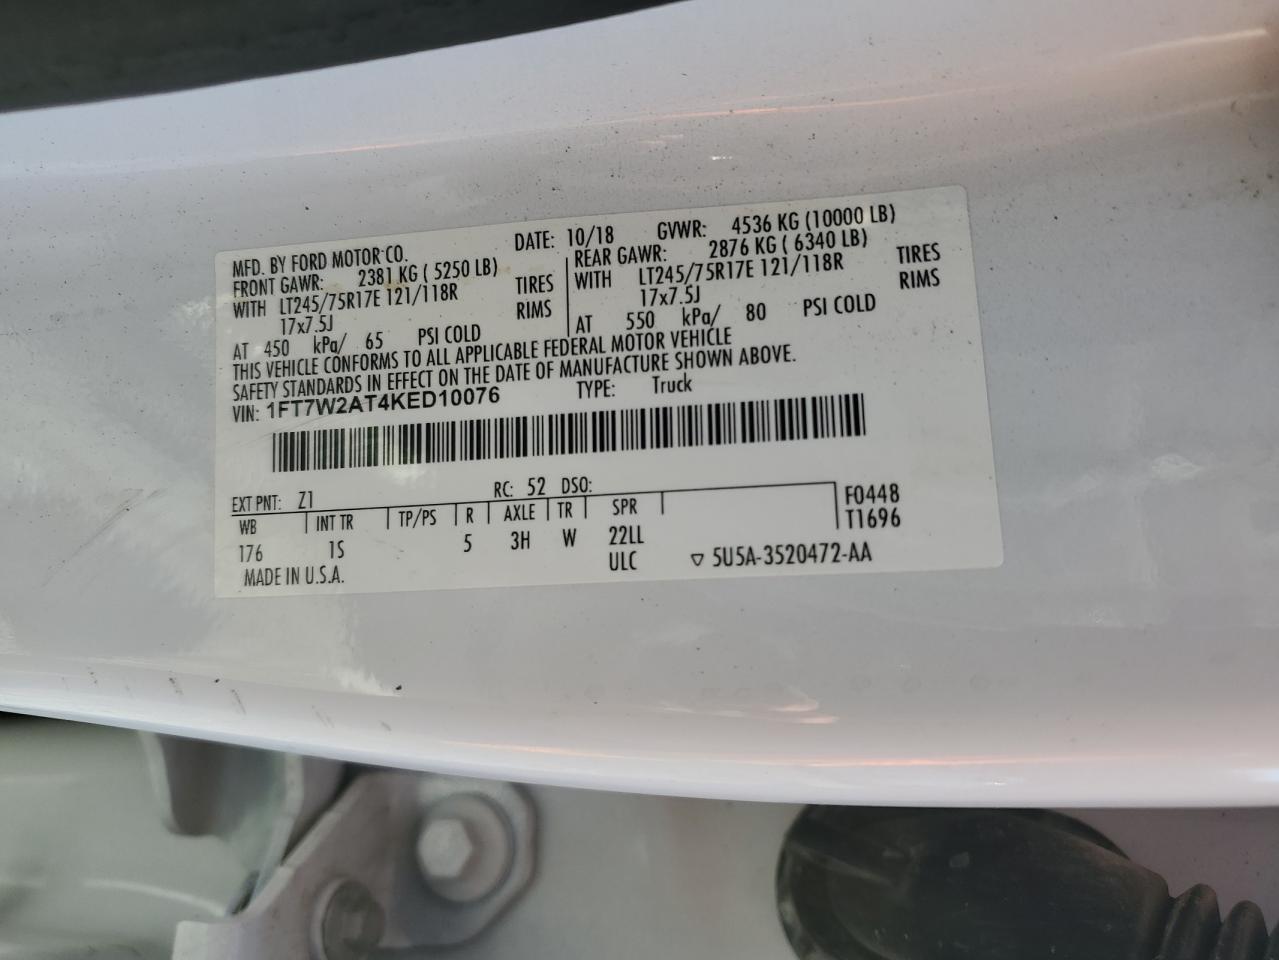 MFD. BY FORD MOTOR CO. DATE: 10/18 GVWR: 4536 KG (10000 LB)
FRONT GAWR: 2381 KG ( 5250 LB) REAR GAWR: 2876 KG ( 6340 LB)
WITH LT245/75R17E 121/118R TIRES WITH LT245/75R17E 121/118R TIRES
17x7.5J RIMS 17x7.5J RIMS
AT 450 kPa/ 65 PSI COLD AT 550 kPa/ 80 PSI COLD
THIS VEHICLE CONFORMS TO ALL APPLICABLE FEDERAL MOTOR VEHICLE
SAFETY STANDARDS IN EFFECT ON THE DATE OF MANUFACTURE SHOWN ABOVE.
VIN: 1FT7W2AT4KED10076 TYPE: Truck
EXT PNT: Z1 RC: 52 DSO:
WB INT TR TP/PS R AXLE TR SPR F0448
176 1S 5 3H W 22LL T1696
MADE IN U.S.A. ULC ▽ 5U5A-3520472-AA